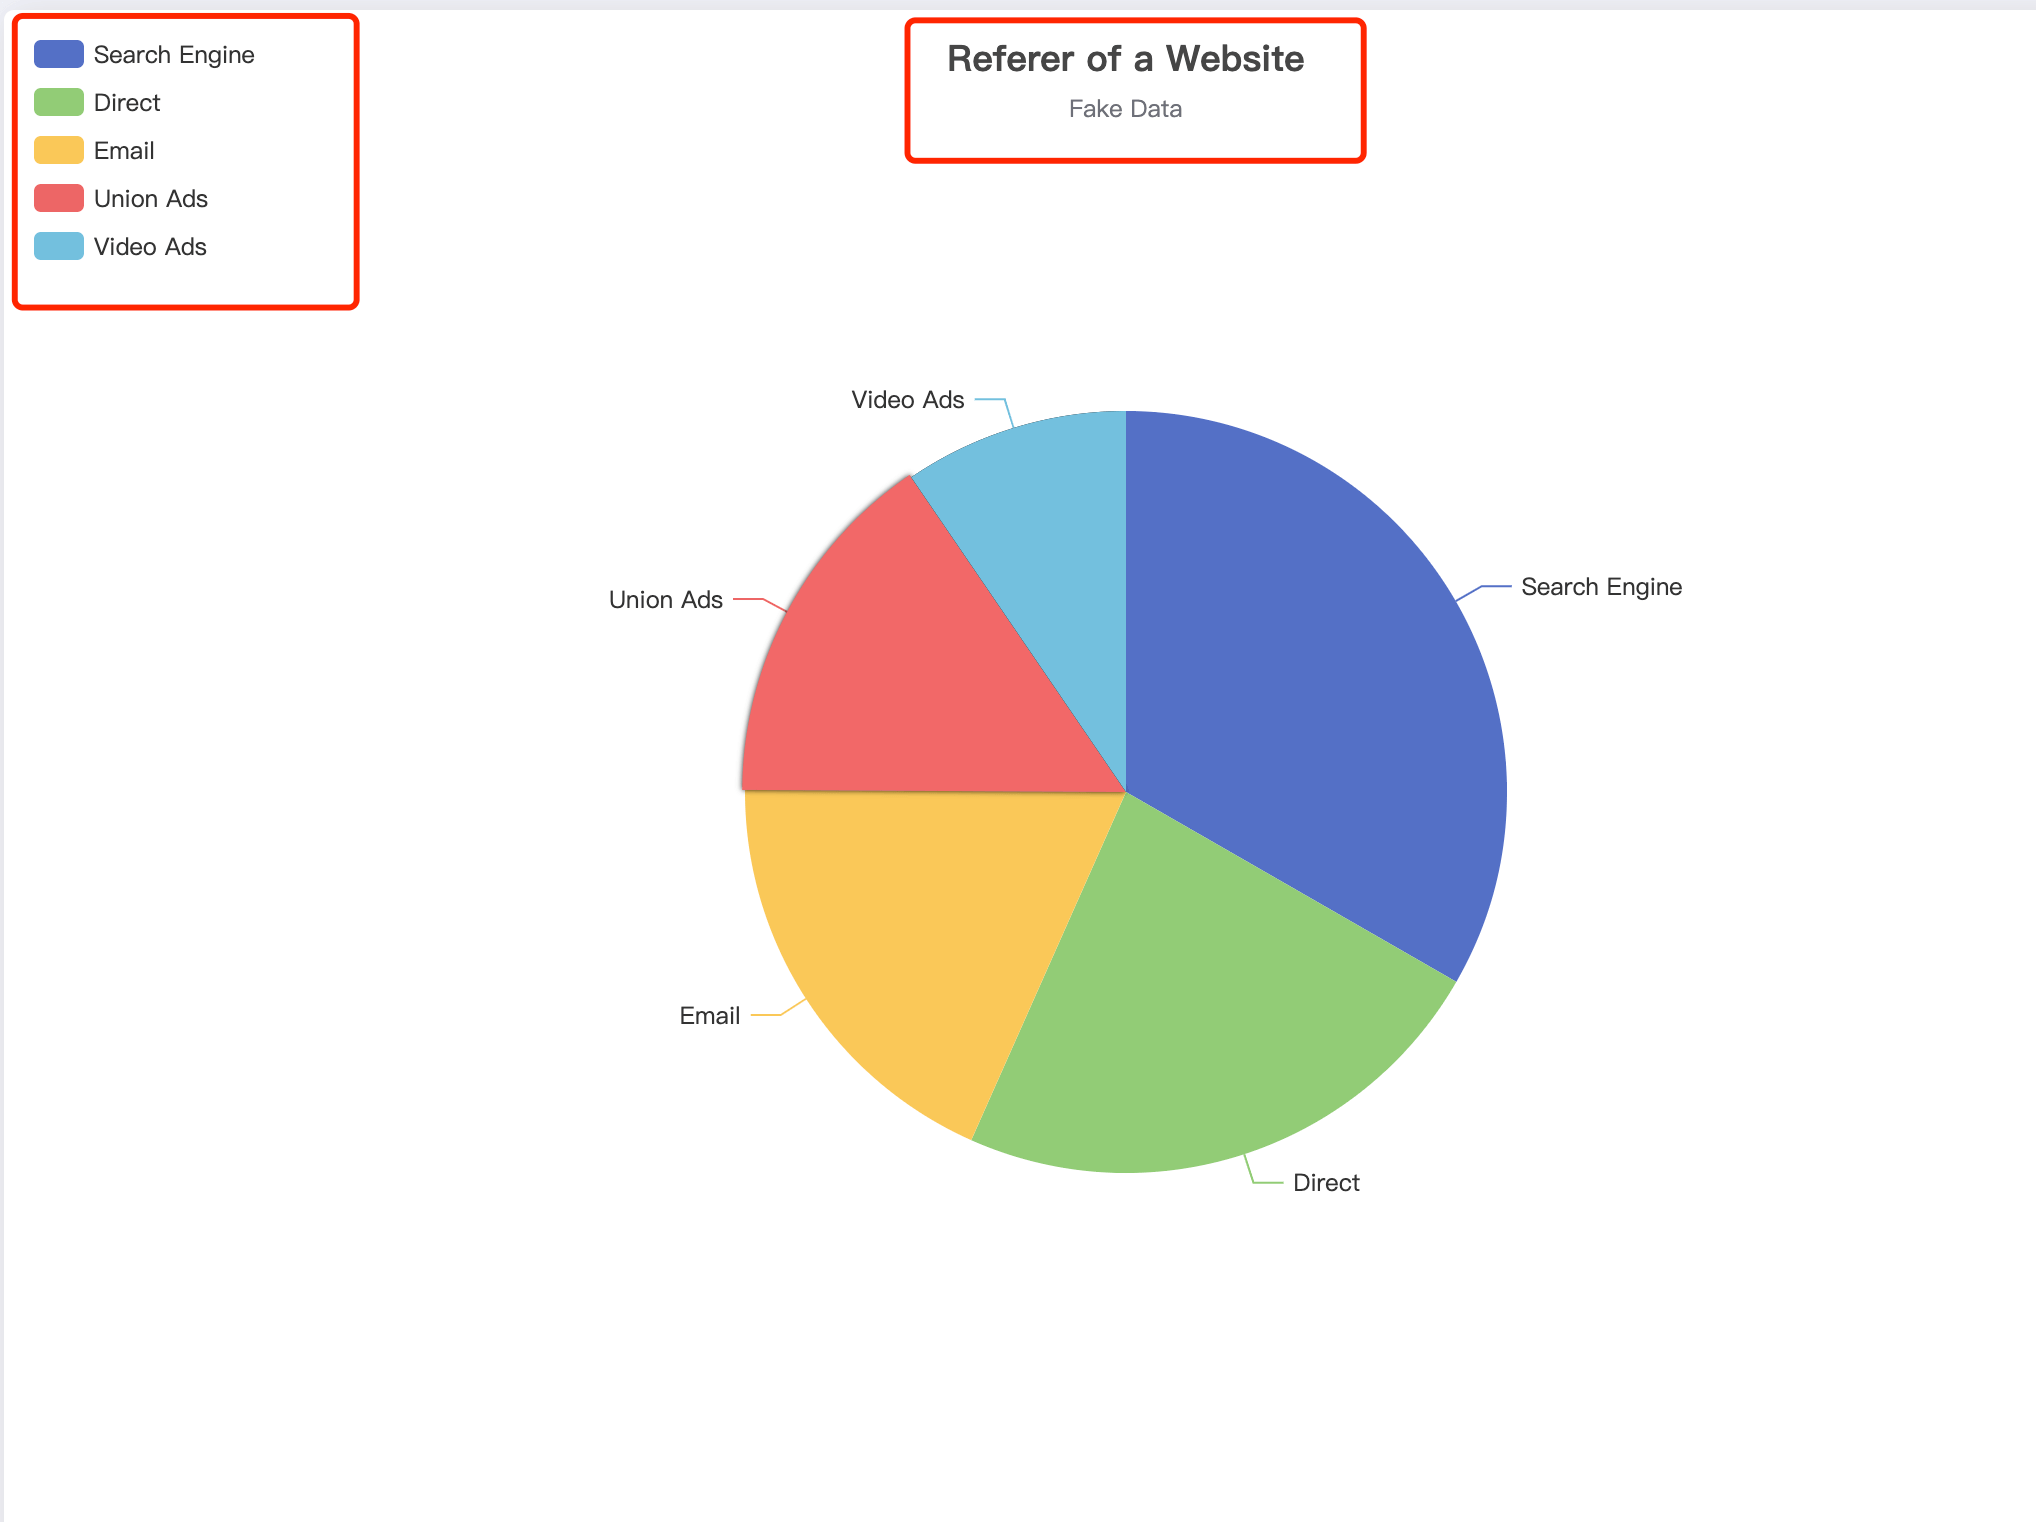 Search Engine
Direct
Email
Union Ads
Video Ads
Referer of a Website
Fake Data
Video Ads
Search Engine
Union Ads
Email
Direct